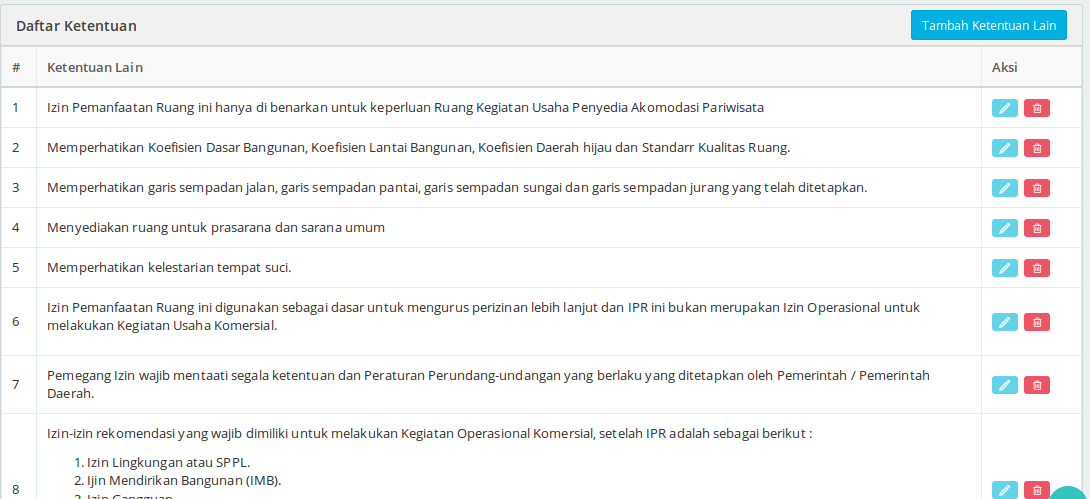 Daftar Ketentuan
Tambah Ketentuan Lain
# Ketentuan Lain Aksi
1 Izin Pemanfaatan Ruang ini hanya di benarkan untuk keperluan Ruang Kegiatan Usaha Penyedia Akomodasi Pariwisata
2 Memperhatikan Koefisien Dasar Bangunan, Koefisien Lantai Bangunan, Koefisien Daerah hijau dan Standarr Kualitas Ruang.
3 Memperhatikan garis sempadan jalan, garis sempadan pantai, garis sempadan sungai dan garis sempadan jurang yang telah ditetapkan.
4 Menyediakan ruang untuk prasarana dan sarana umum
5 Memperhatikan kelestarian tempat suci.
6 Izin Pemanfaatan Ruang ini digunakan sebagai dasar untuk mengurus perizinan lebih lanjut dan IPR ini bukan merupakan Izin Operasional untuk
melakukan Kegiatan Usaha Komersial.
7 Pemegang Izin wajib mentaati segala ketentuan dan Peraturan Perundang-undangan yang berlaku yang ditetapkan oleh Pemerintah / Pemerintah
Daerah.
8 Izin-izin rekomendasi yang wajib dimiliki untuk melakukan Kegiatan Operasional Komersial, setelah IPR adalah sebagai berikut :
1. Izin Lingkungan atau SPPL.
2. Ijin Mendirikan Bangunan (IMB).
3. Izin Gangguan